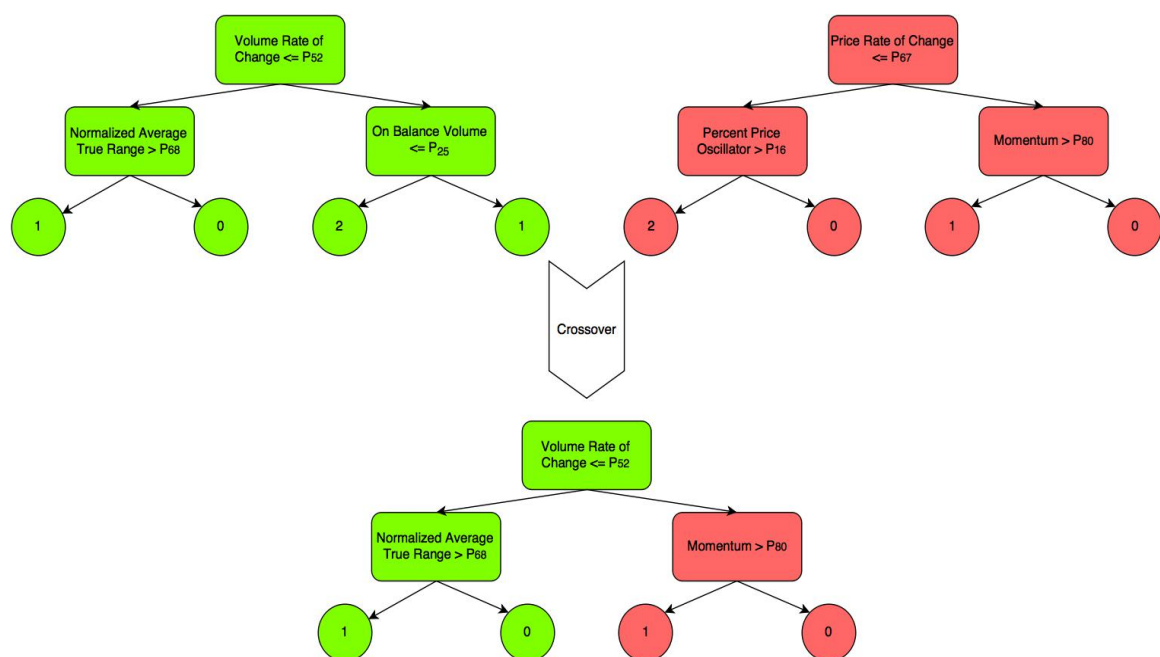 Volume Rate of
Change <= P52
Price Rate of Change
<= P67
Normalized Average
True Range > P68
On Balance Volume
<= P25
Percent Price
Oscillator > P16
Momentum > P80
1
0
2
1
2
0
1
0
Crossover
Volume Rate of
Change <= P52
Normalized Average
True Range > P68
Momentum > P80
1
0
1
0